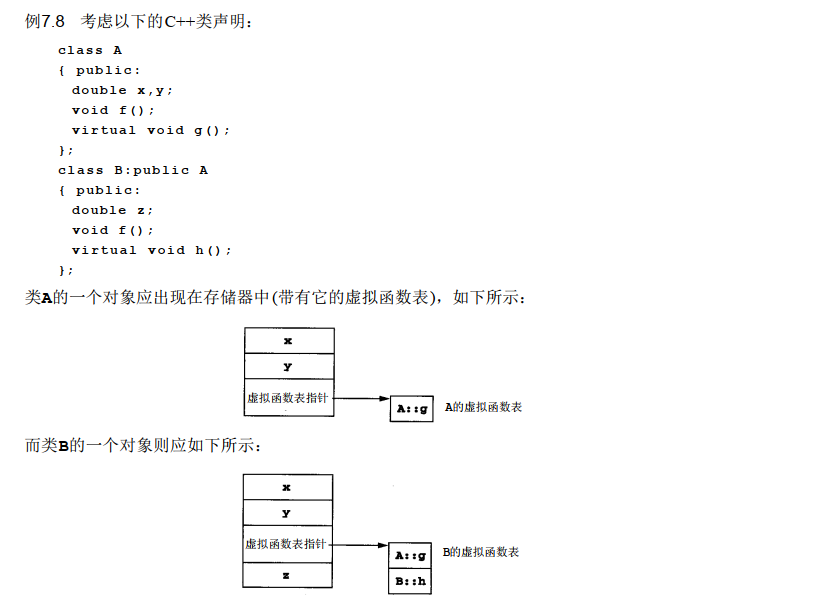 例7.8 考虑以下的C++类声明：
class A
{ public:
double x,y;
void f();
virtual void g();
};
class B:public A
{ public:
double z;
void f();
virtual void h();
};
类A的一个对象应出现在存储器中(带有它的虚拟函数表)，如下所示：
x
y
虚拟函数表指针
A::g A的虚拟函数表
而类B的一个对象则应如下所示：
x
y
虚拟函数表指针
A::g B的虚拟函数表
z
B::h